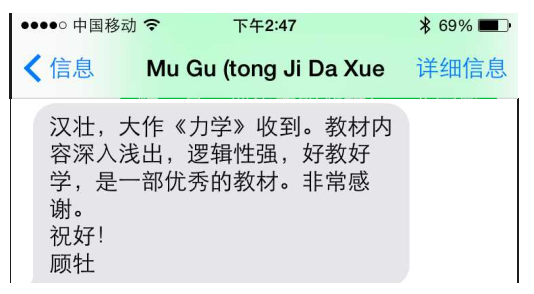 中国移动 下午2:47 69%
信息 Mu Gu (tong Ji Da Xue 详细信息
汉壮，大作《力学》收到。教材内
容深入浅出，逻辑性强，好教好
学，是一部优秀的教材。非常感
谢。
祝好！
顾牡